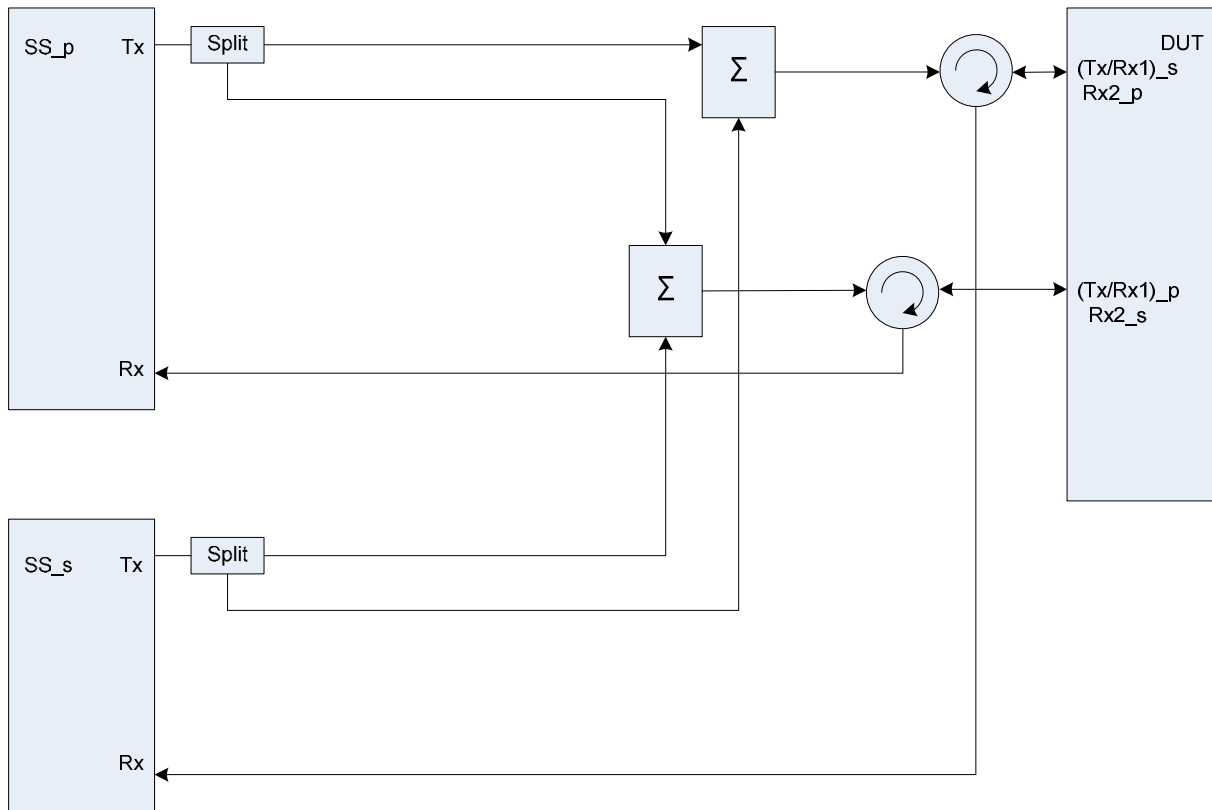 SS_p
Tx
Split
Σ
DUT
(Tx/Rx1)_s
Rx2_p
Σ
(Tx/Rx1)_p
Rx2_s
Rx
SS_s
Tx
Split
Rx